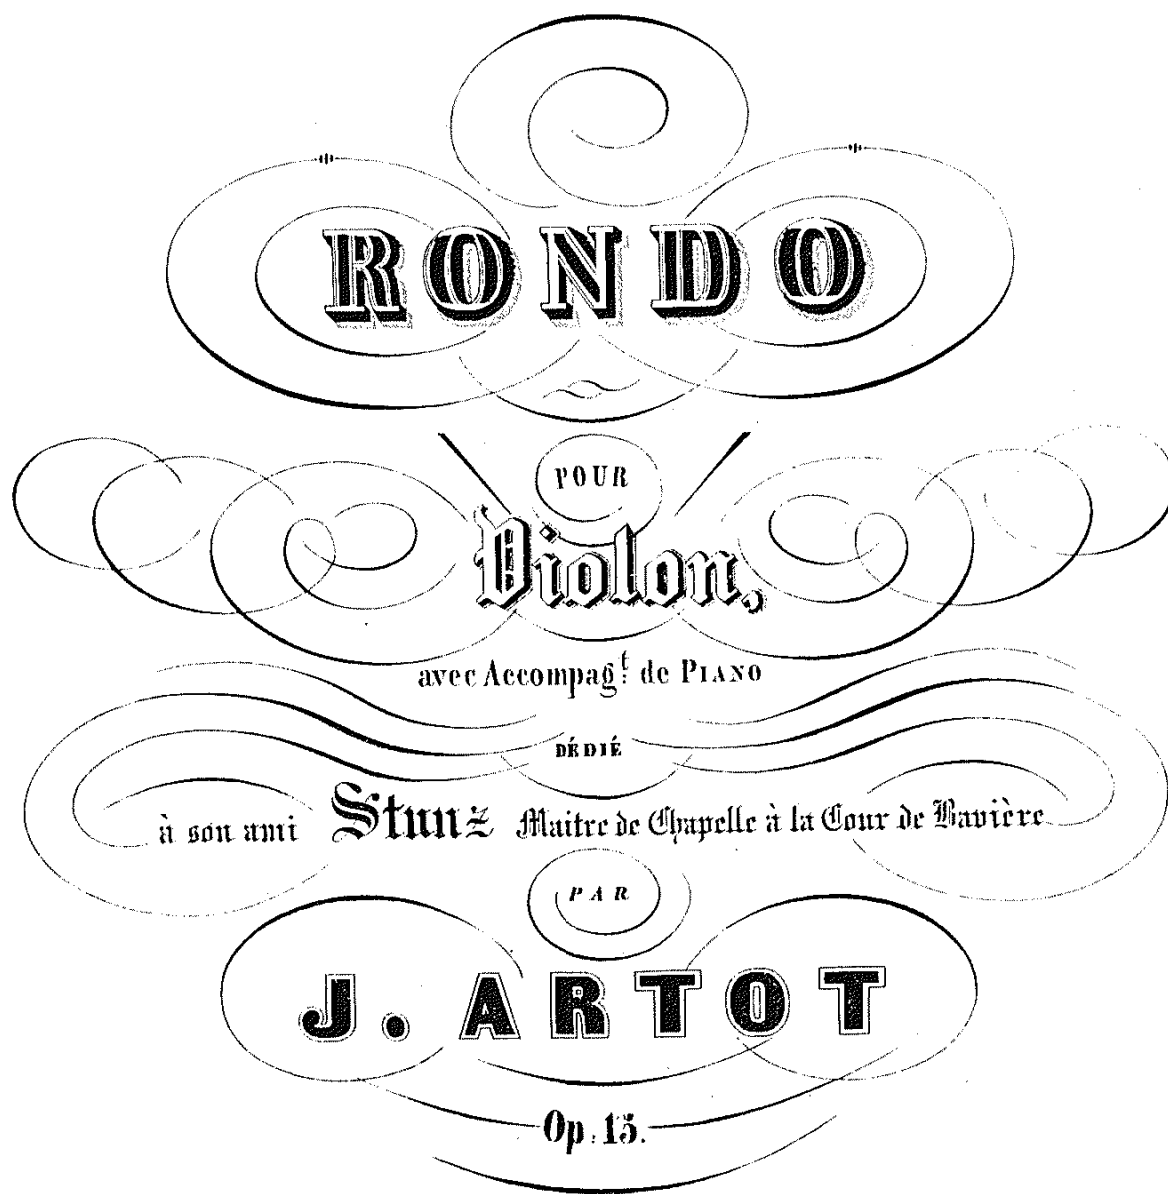 RONDO
POUR
Violon,
avec Accompag.t de PIANO
DÉDIÉ
à son ami Stunz Maitre de Chapelle à la Cour de Bavière
PAR
J. ARTOT
Op. 15.